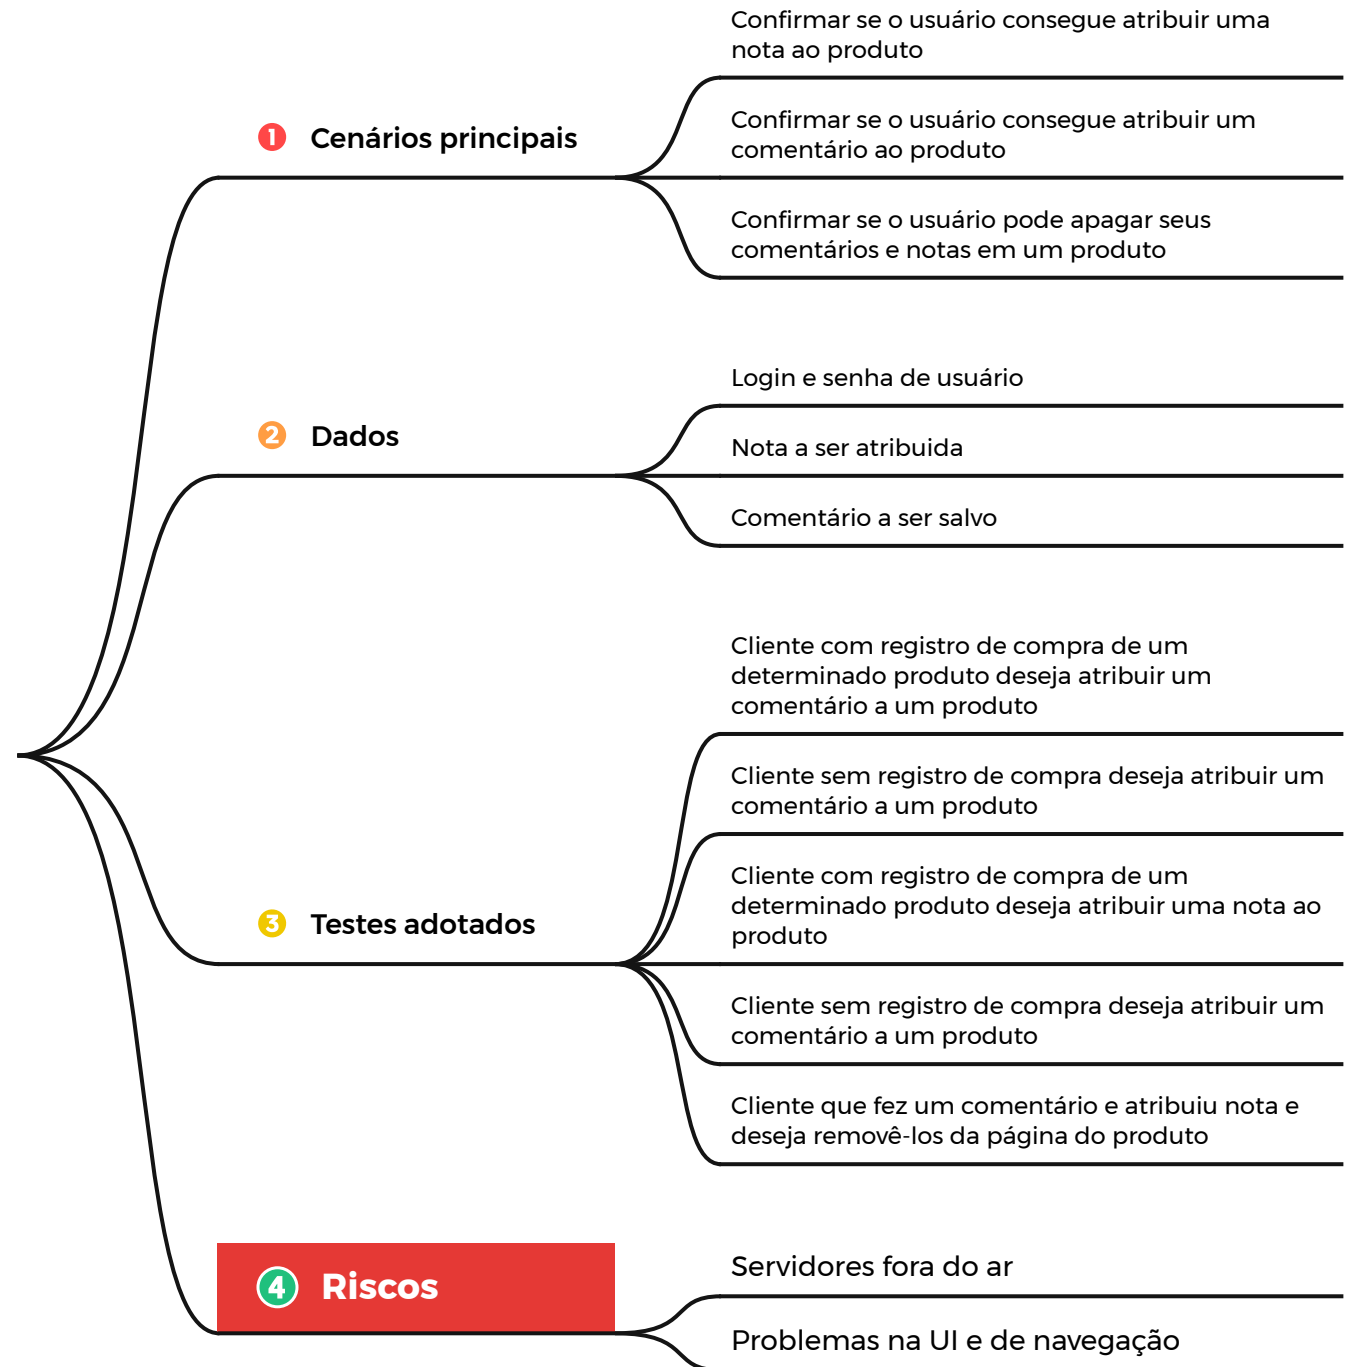 Confirmar se o usuário consegue atribuir uma
nota ao produto
1 Cenários principais
Confirmar se o usuário consegue atribuir um
comentário ao produto
Confirmar se o usuário pode apagar seus
comentários e notas em um produto
Login e senha de usuário
2 Dados
Nota a ser atribuida
Comentário a ser salvo
Cliente com registro de compra de um
determinado produto deseja atribuir um
comentário a um produto
Cliente sem registro de compra deseja atribuir um
comentário a um produto
Cliente com registro de compra de um
determinado produto deseja atribuir uma nota ao
produto
3 Testes adotados
Cliente sem registro de compra deseja atribuir um
comentário a um produto
Cliente que fez um comentário e atribuiu nota e
deseja removê-los da página do produto
4 Riscos
Servidores fora do ar
Problemas na UI e de navegação